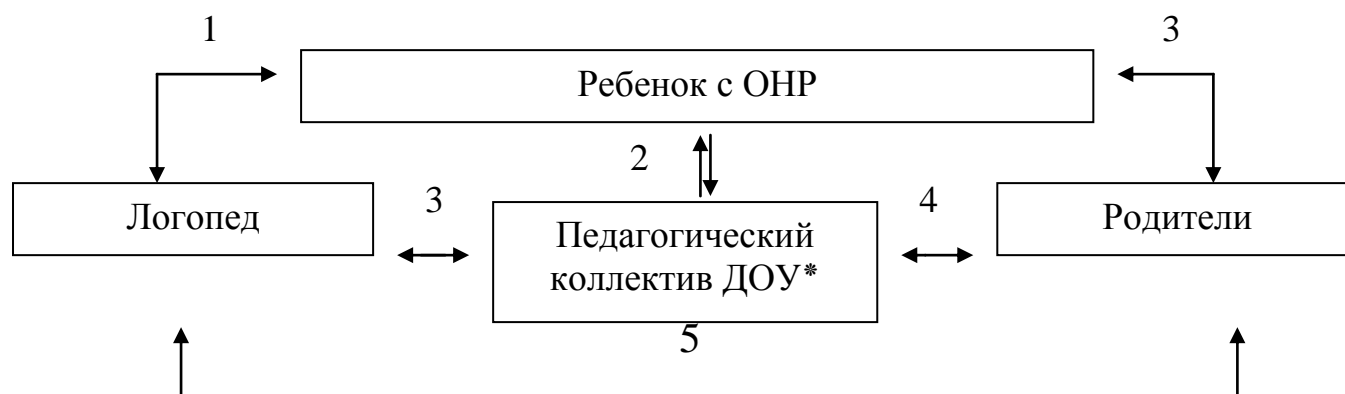 1
3
Ребенок с ОНР
2
Логопед
3
Педагогический
коллектив ДОУ*
4
Родители
5